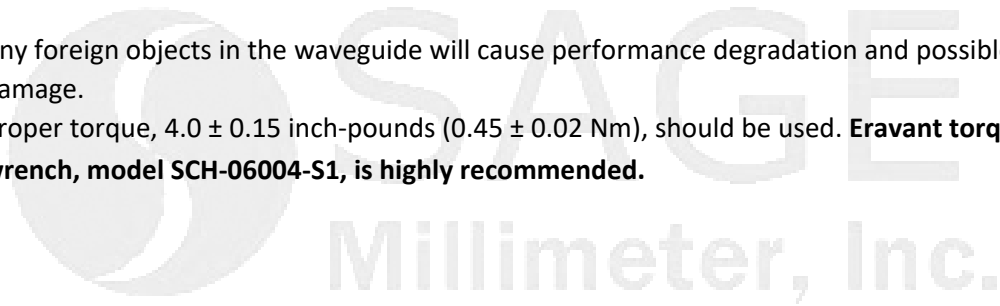 ny foreign objects in the waveguide will cause performance degradation and possible
amage.
roper torque, 4.0 ± 0.15 inch-pounds (0.45 ± 0.02 Nm), should be used. Eravant torq
rench, model SCH-06004-S1, is highly recommended.
SAGE
Millimeter, Inc.